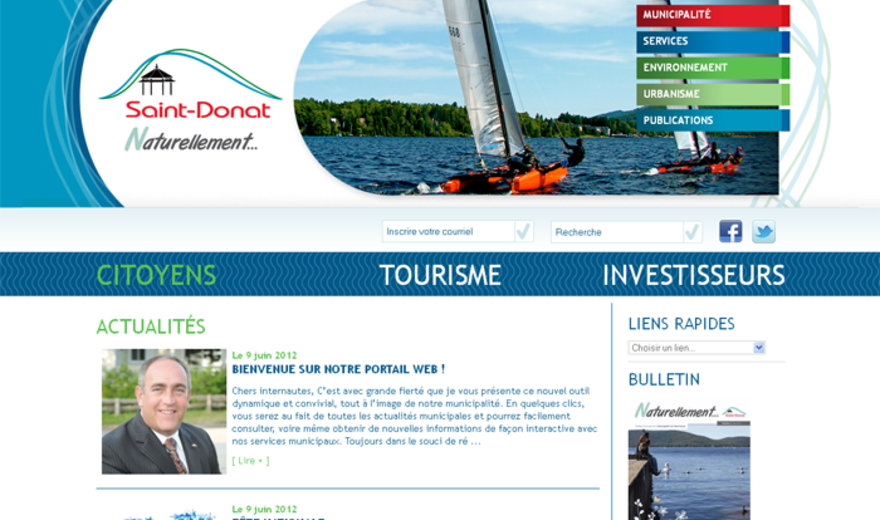 MUNICIPALITÉ
SERVICES
ENVIRONNEMENT
URBANISME
PUBLICATIONS
Saint-Donat
Naturellement...
Inscrire votre courriel
Recherche
CITOYENS
TOURISME
INVESTISSEURS
ACTUALITÉS
Le 9 juin 2012
BIENVENUE SUR NOTRE PORTAIL WEB !
Chers internautes, C'est avec grande fierté que je vous présente ce nouvel outil
dynamique et convivial, tout à l'image de notre municipalité. En quelques clics,
vous serez au fait de toutes les actualités municipales et pourrez facilement
consulter, voire même obtenir de nouvelles informations de façon interactive avec
nos services municipaux. Toujours dans le souci de ré ...
[ Lire + ]
Le 9 juin 2012
LIENS RAPIDES
Choisir un lien...
BULLETIN
Naturellement...